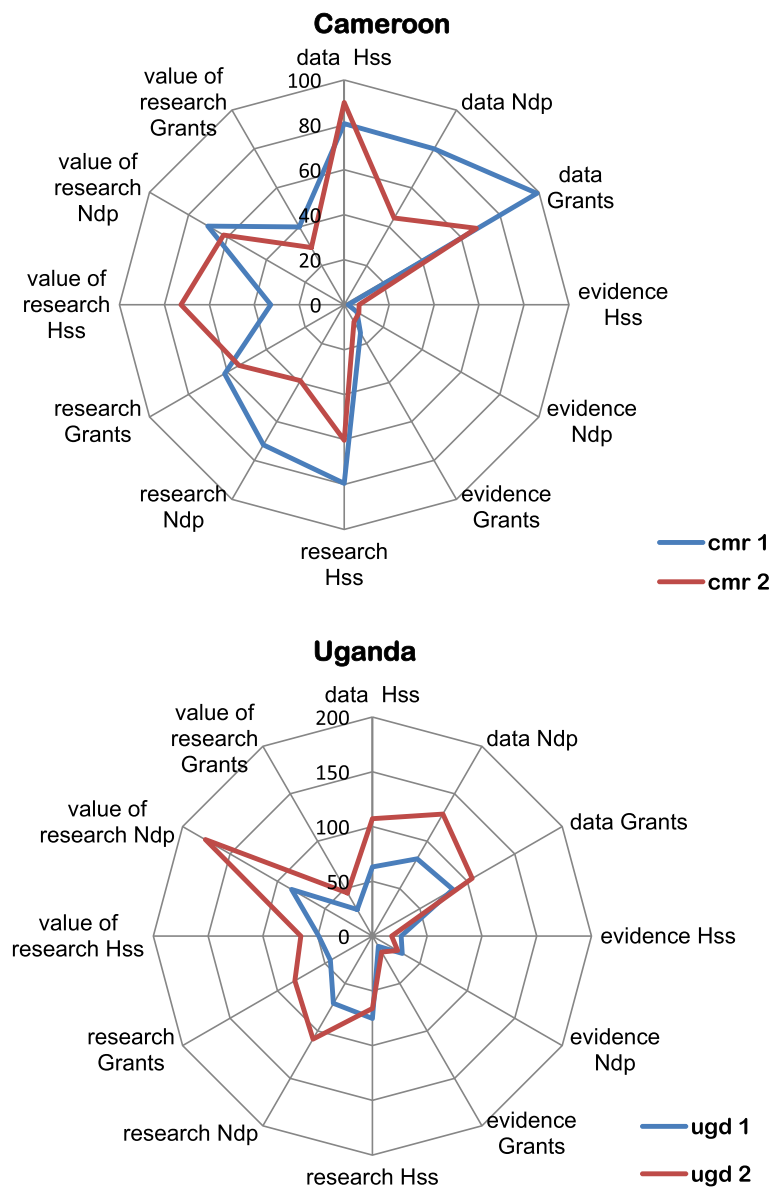 Cameroon
data Hss
data Ndp
data
Grants
evidence
Hss
evidence
Ndp
evidence
Grants
research
Hss
research
Ndp
research
Grants
value of
research
Hss
value of
research
Ndp
value of
research
Grants
100
80
60
40
20
0
cmr 1
cmr 2
Uganda
data Hss
data Ndp
data Grants
evidence Hss
evidence
Ndp
evidence
Grants
research Hss
research Ndp
research
Grants
value of
research Hss
value of
research Ndp
value of
research
Grants
200
150
100
50
0
ugd 1
ugd 2